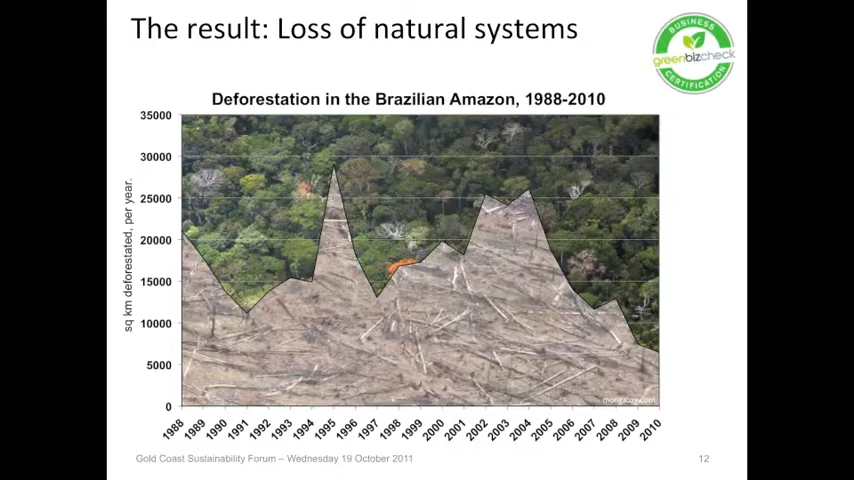 The result: Loss of natural systems
BUSINESS
greenbizcheck
CERTIFICATION
Deforestation in the Brazilian Amazon, 1988-2010
sq km deforestated, per year.
35000
30000
25000
20000
15000
10000
5000
0
1988 1989 1990 1991 1992 1993 1994 1995 1996 1997 1998 1999 2000 2001 2002 2003 2004 2005 2006 2007 2008 2009 2010
mongabay.com
Gold Coast Sustainability Forum – Wednesday 19 October 2011
12